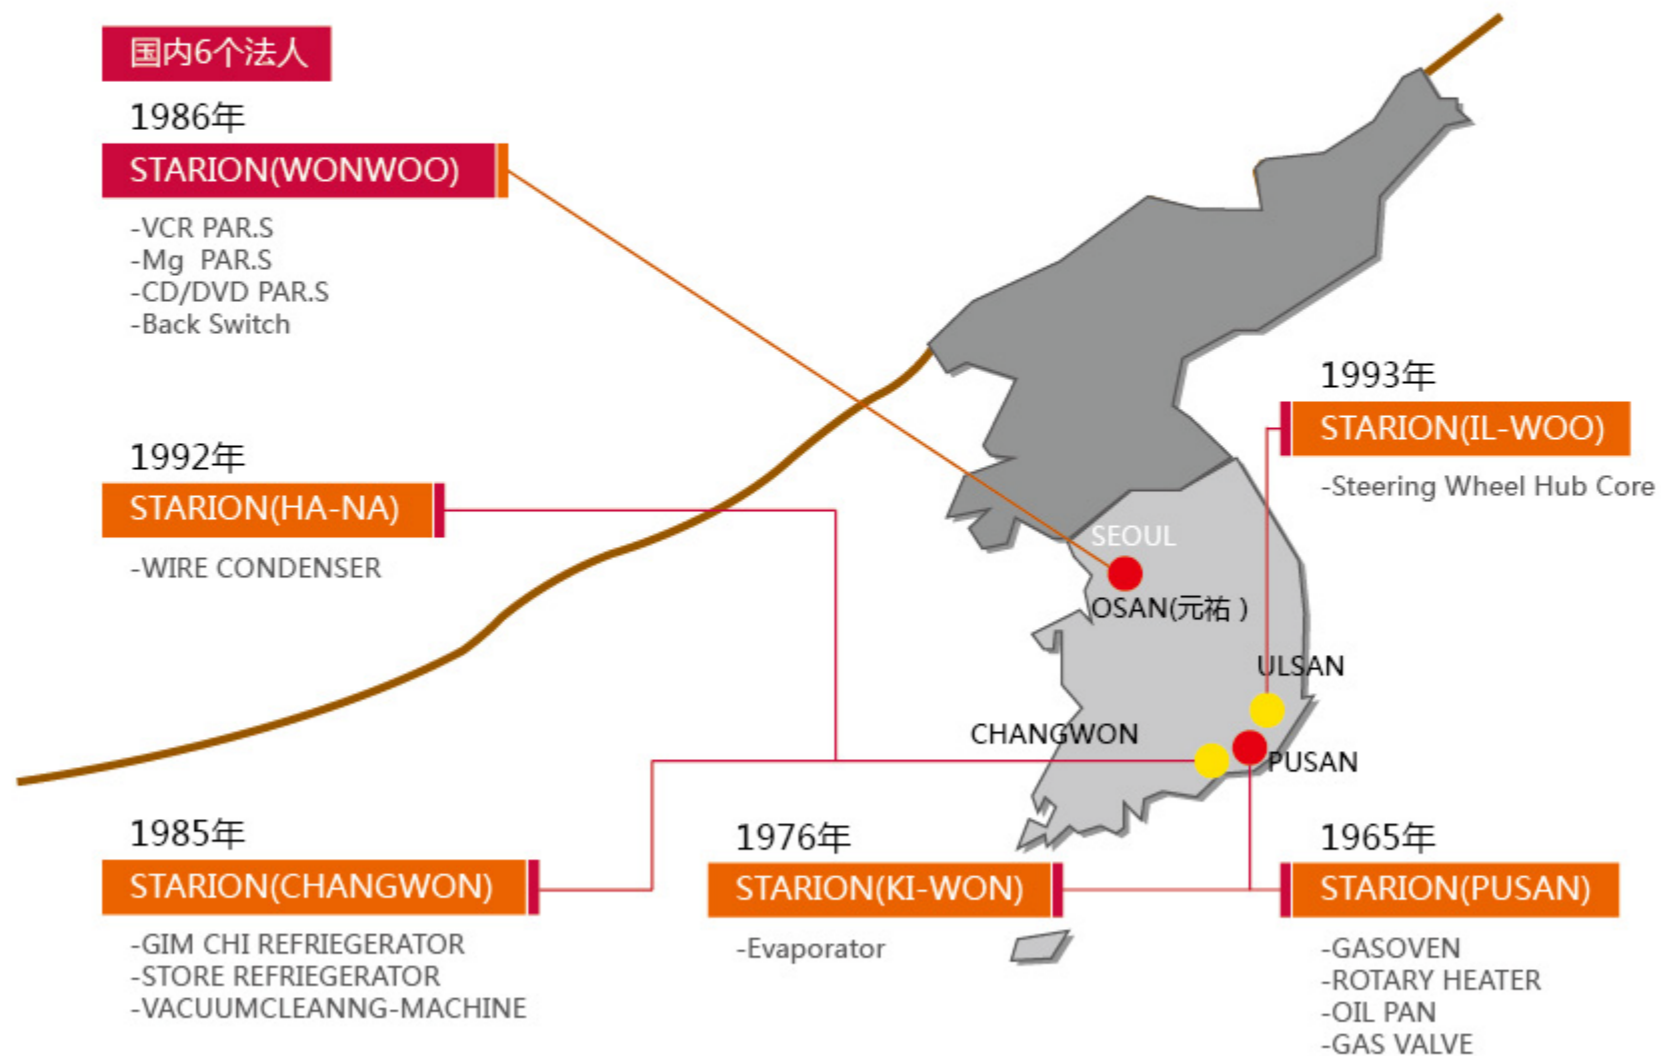 国内6个法人
1986年
STARION(WONWOO)
-VCR PAR.S
-Mg  PAR.S
-CD/DVD PAR.S
-Back Switch
1992年
STARION(HA-NA)
-WIRE CONDENSER
1985年
STARION(CHANGWON)
-GIM CHI REFRIEGERATOR
-STORE REFRIEGERATOR
-VACUUMCLEANNG-MACHINE
1976年
STARION(KI-WON)
-Evaporator
1993年
STARION(IL-WOO)
-Steering Wheel Hub Core
SEOUL
OSAN(元祐 )
ULSAN
CHANGWON
PUSAN
1965年
STARION(PUSAN)
-GASOVEN
-ROTARY HEATER
-OIL PAN
-GAS VALVE